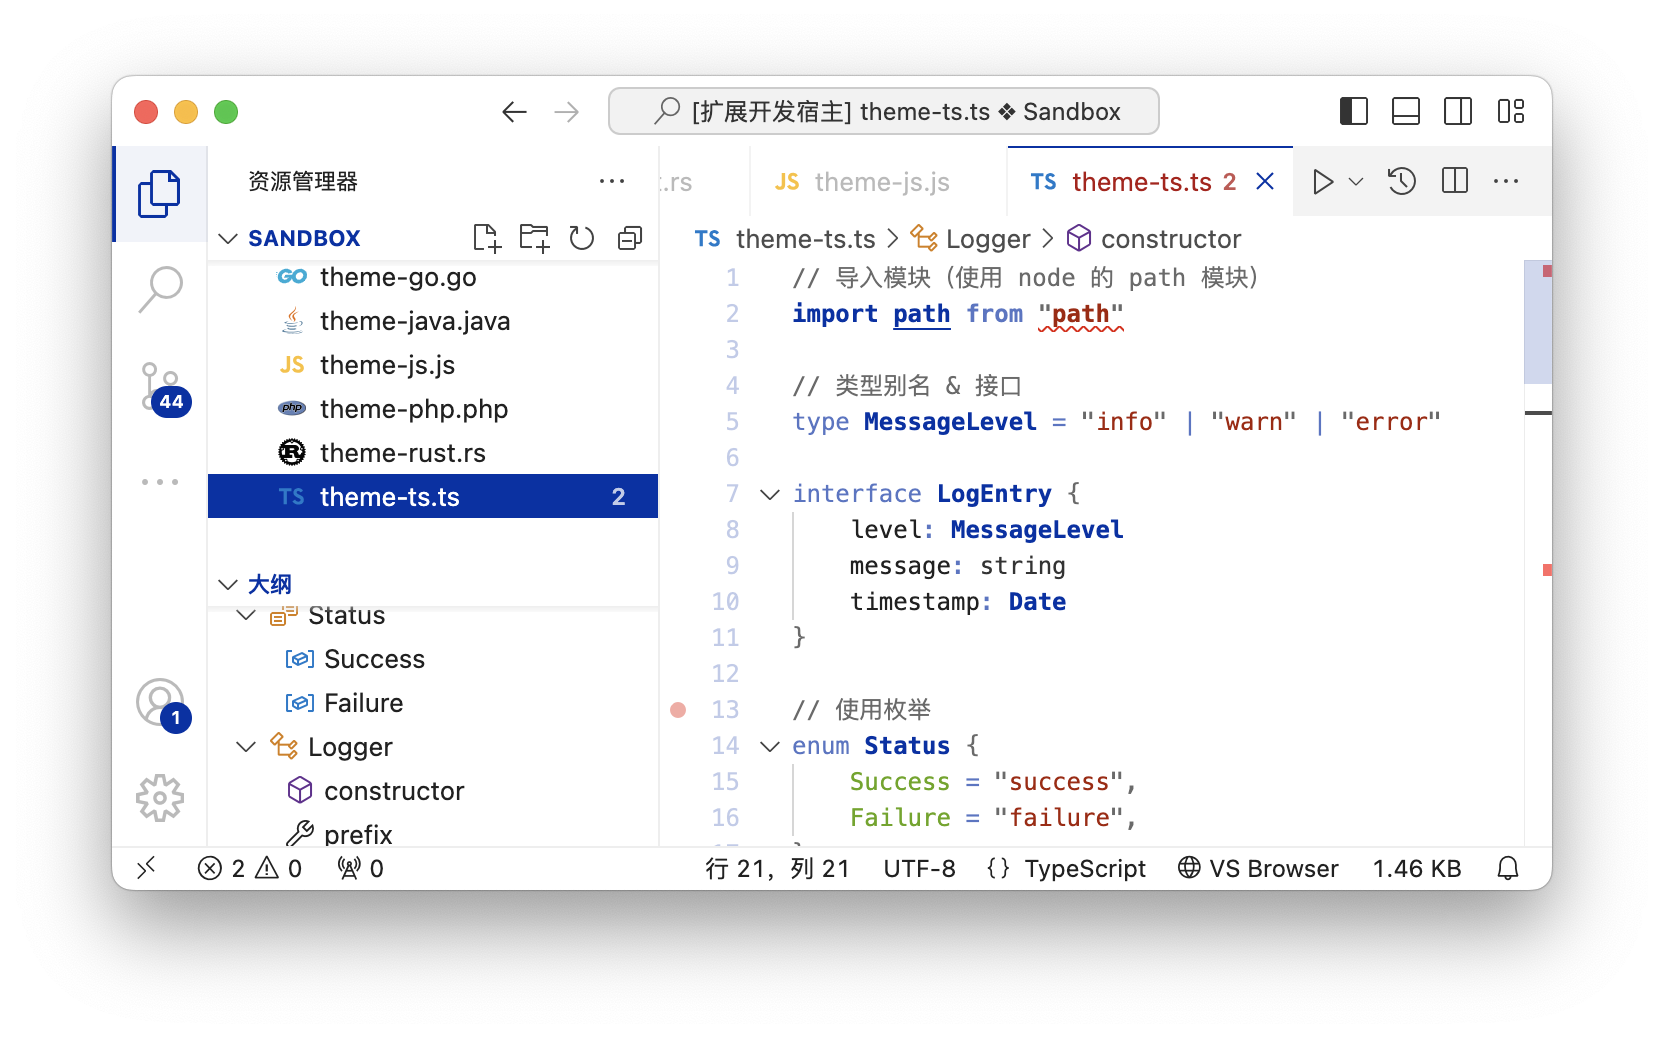 [扩展开发宿主] theme-ts.ts ❖ Sandbox
资源管理器
.rs
JS theme-js.js
TS theme-ts.ts 2
SANDBOX
GO theme-go.go
theme-java.java
JS theme-js.js
php theme-php.php
R theme-rust.rs
TS theme-ts.ts 2
大纲
Status
Success
Failure
Logger
constructor
prefix
44
1
TS theme-ts.ts > Logger > constructor
1 // 导入模块（使用 node 的 path 模块）
2 import path from "path"
3
4 // 类型别名 & 接口
5 type MessageLevel = "info" | "warn" | "error"
6
7 interface LogEntry {
8 level: MessageLevel
9 message: string
10 timestamp: Date
11 }
12
13 // 使用枚举
14 enum Status {
15 Success = "success",
16 Failure = "failure",
2 0 0 行 21，列 21 UTF-8 {} TypeScript VS Browser 1.46 KB